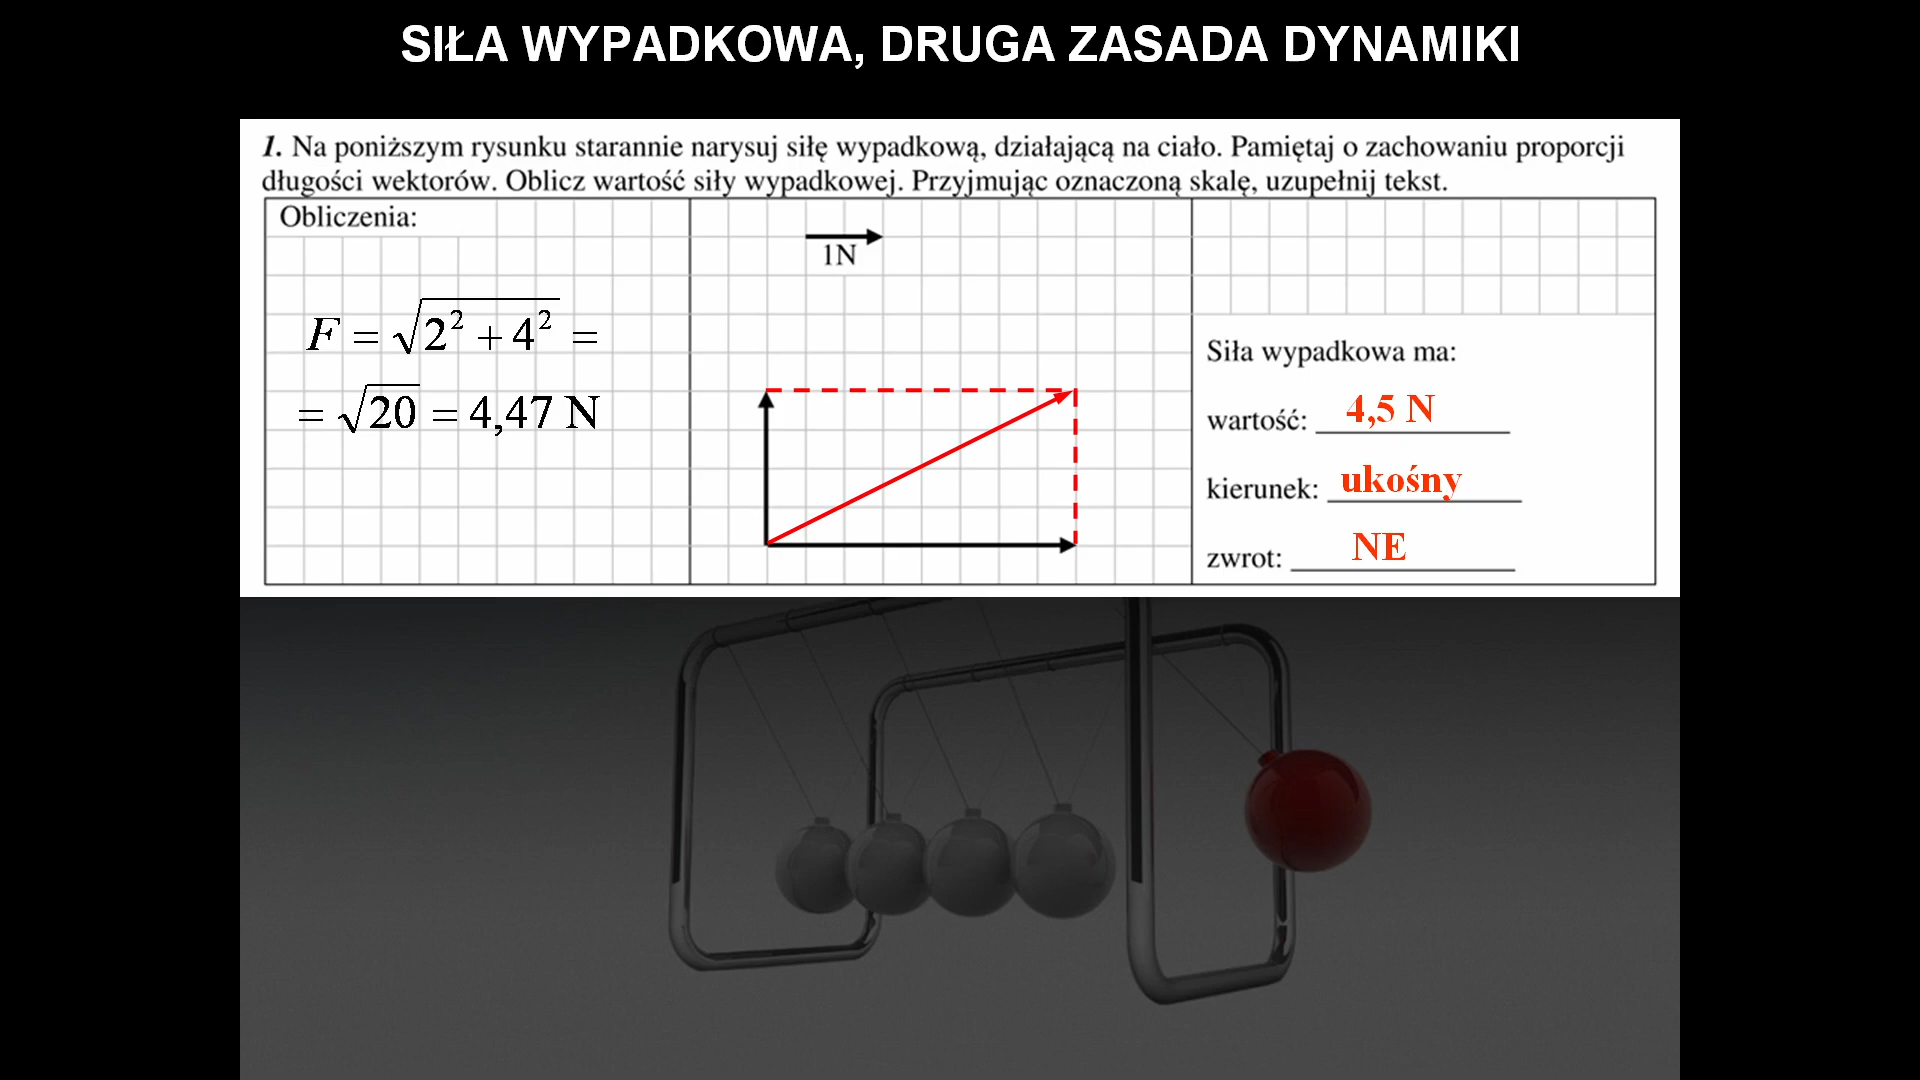 SIŁA WYPADKOWA, DRUGA ZASADA DYNAMIKI
1. Na poniższym rysunku starannie narysuj siłę wypadkową, działającą na ciało. Pamiętaj o zachowaniu proporcji
długości wektorów. Oblicz wartość siły wypadkowej. Przyjmując oznaczoną skalę, uzupełnij tekst.
Obliczenia:
F = √2² + 4² =
= √20 = 4,47 N
1N
Siła wypadkowa ma:
wartość: 4,5 N
kierunek: ukośny
zwrot: NE